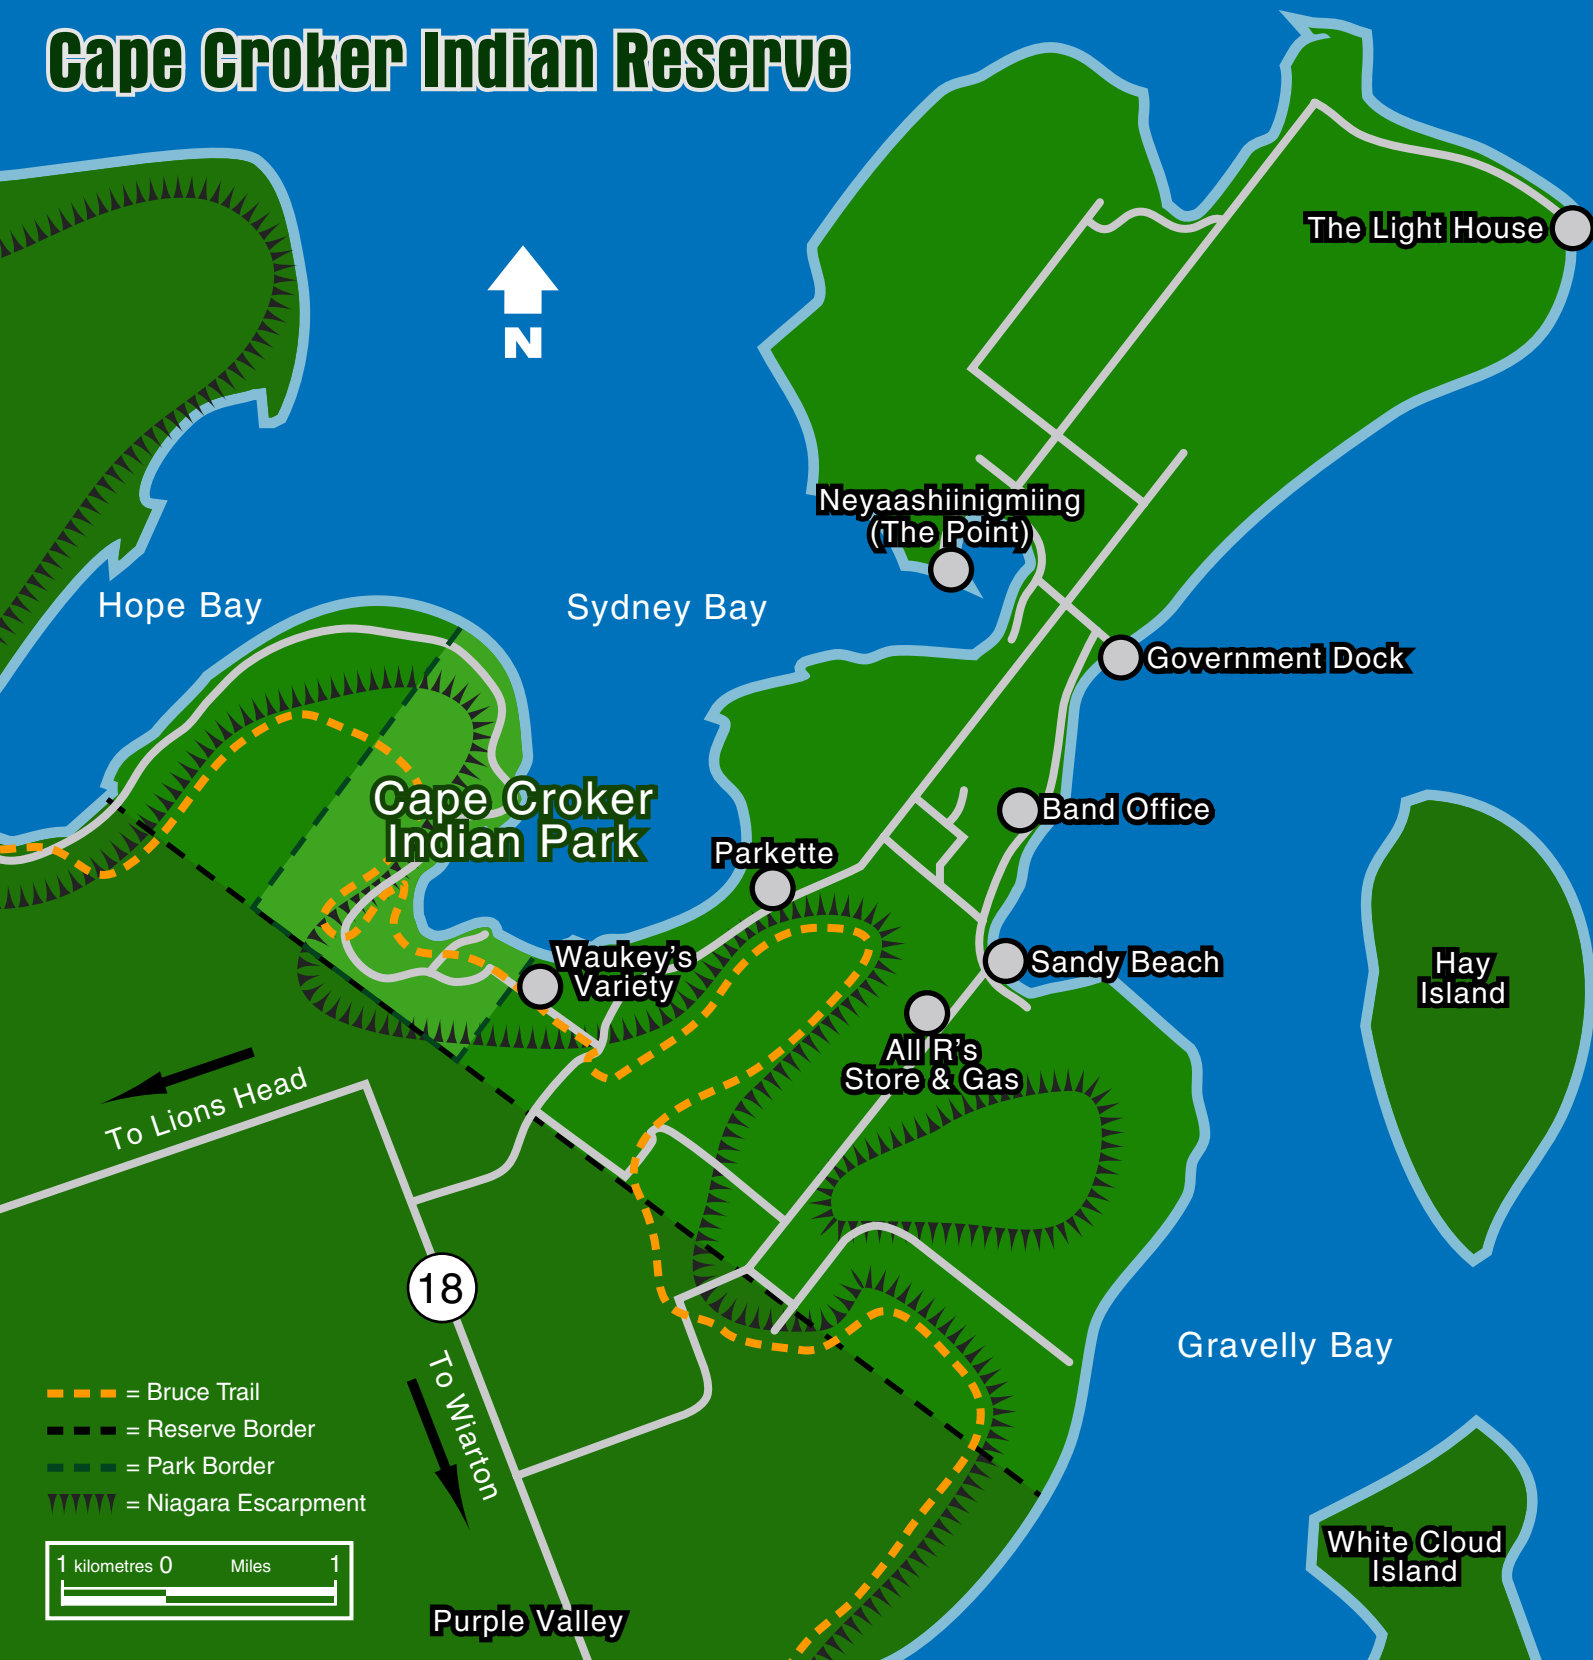 Cape Croker Indian Reserve
The Light House
N
Neyaashiinigmiing
(The Point)
Hope Bay
Sydney Bay
Government Dock
Cape Croker
Indian Park
Band Office
Parkette
Waukey's
Variety
Sandy Beach
Hay
Island
All R's
Store & Gas
To Lions Head
18
To Wiarton
Gravelly Bay
= Bruce Trail
= Reserve Border
= Park Border
= Niagara Escarpment
1 kilometres 0 Miles 1
White Cloud
Island
Purple Valley